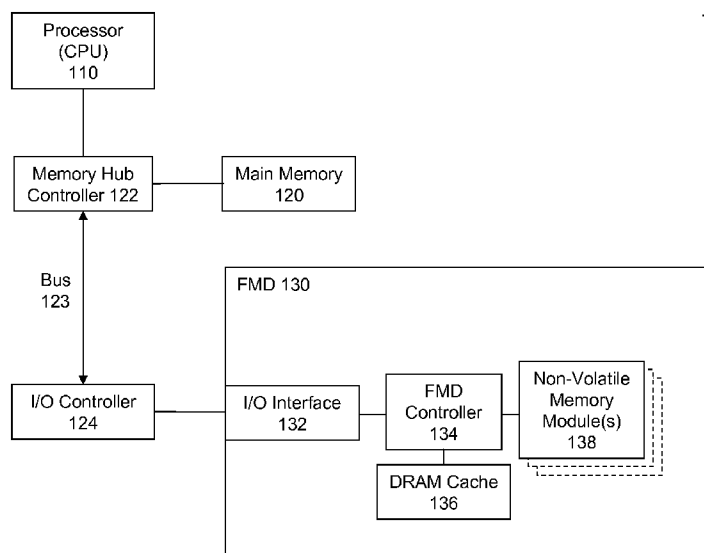 Processor
(CPU)
110
Memory Hub
Controller 122
Main Memory
120
Bus
123
FMD 130
I/O Controller
124
I/O Interface
132
FMD
Controller
134
Non-Volatile
Memory
Module(s)
138
DRAM Cache
136